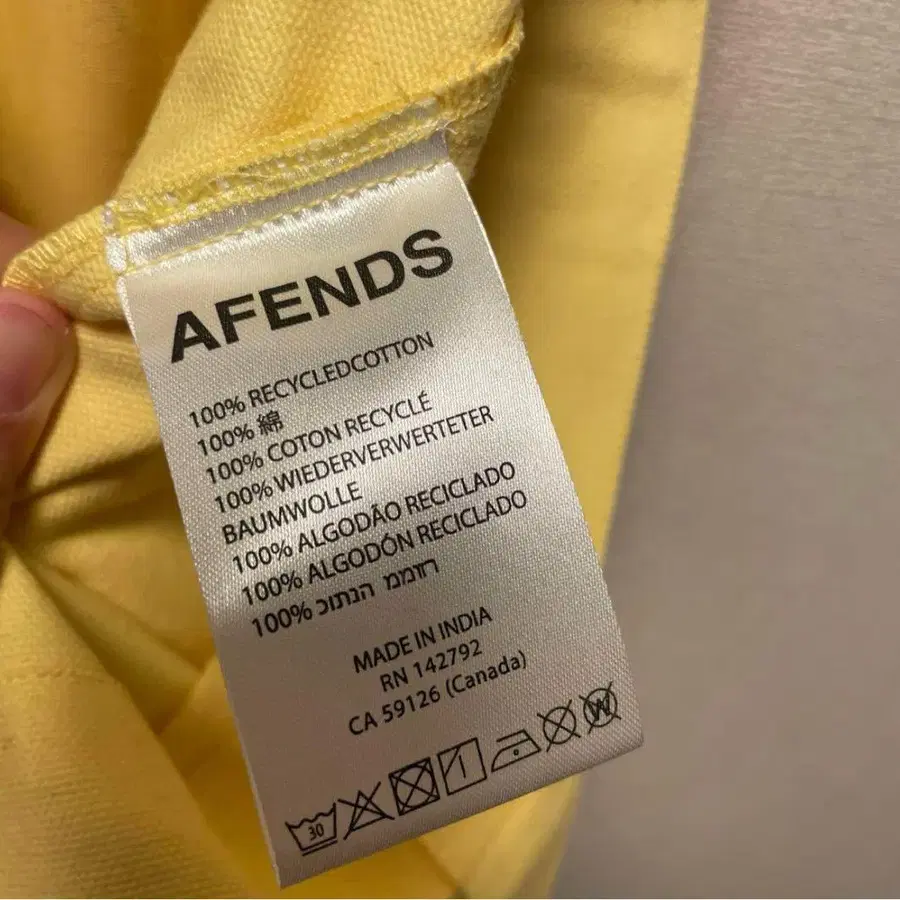 AFENDS
100% RECYCLEDCOTTON
100% 綿
100% COTON RECYCLÉ
100% WIEDERVERWERTETER
BAUMWOLLE
100% ALGODÃO RECICLADO
100% ALGODÓN RECICLADO
100% כותנה ממוזר
MADE IN INDIA
RN 142792
CA 59126 (Canada)
30
W